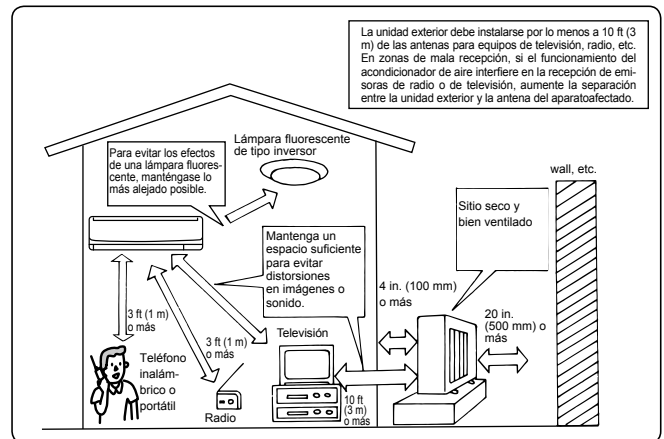 La unidad exterior debe instalarse por lo menos a 10 ft (3
m) de las antenas para equipos de televisión, radio, etc.
En zonas de mala recepción, si el funcionamiento del
acondicionador de aire interfiere en la recepción de emi-
soras de radio o de televisión, aumente la separación
entre la unidad exterior y la antena del aparatoafectado.
Lámpara fluorescente
de tipo inversor
Para evitar los efectos
de una lámpara fluores-
cente, manténgase lo
más alejado posible.
wall, etc.
Sitio seco y
bien ventilado
Mantenga un
espacio suficiente
para evitar
distorsiones
en imágenes o
sonido.
4 in. (100 mm)
o más
20 in.
(500 mm) o
más
3 ft (1 m)
o más
3 ft (1 m)
o más
Televisión
Teléfono
inalám-
brico o
portátil
Radio
10 ft
(3 m)
o más